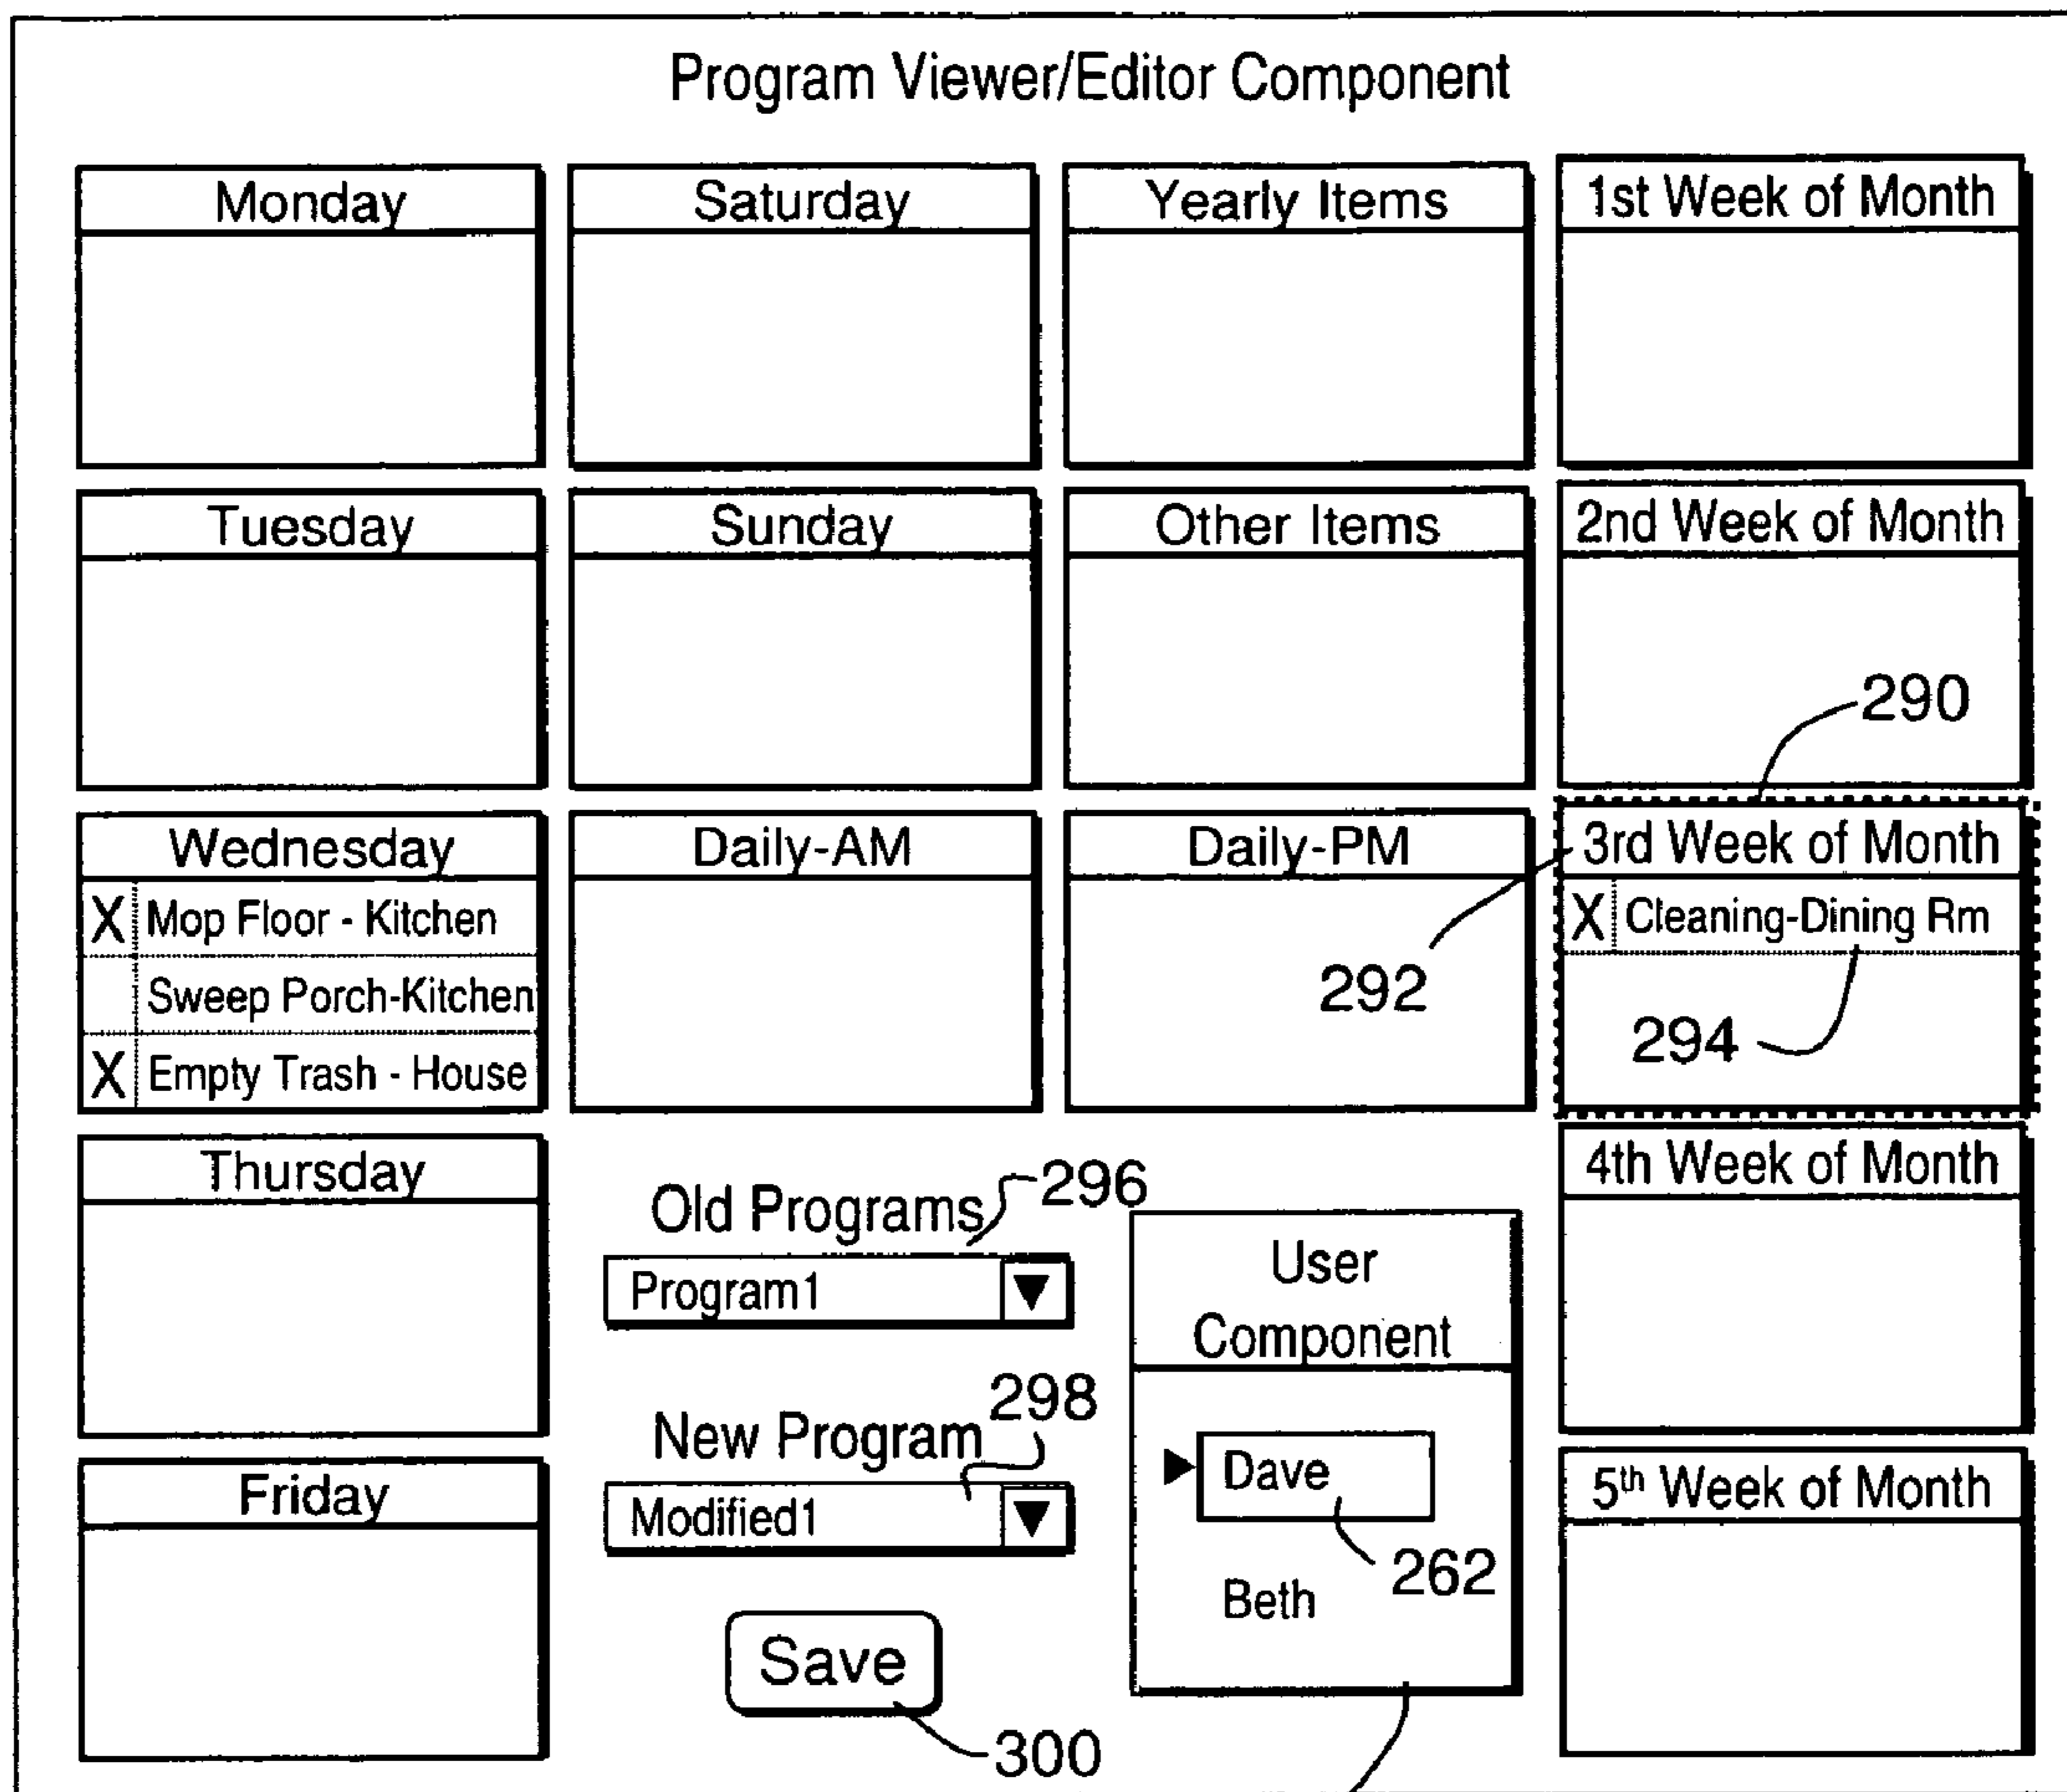 Program Viewer/Editor Component
Monday
Saturday
Yearly Items
1st Week of Month
Tuesday
Sunday
Other Items
2nd Week of Month
290
Wednesday
X Mop Floor - Kitchen
Sweep Porch-Kitchen
X Empty Trash - House
Daily-AM
Daily-PM
292
3rd Week of Month
X Cleaning-Dining Rm
294
Thursday
Old Programs
296
Program1
User
Component
4th Week of Month
Friday
New Program
298
Modified1
Dave
262
Beth
5th Week of Month
Save
300